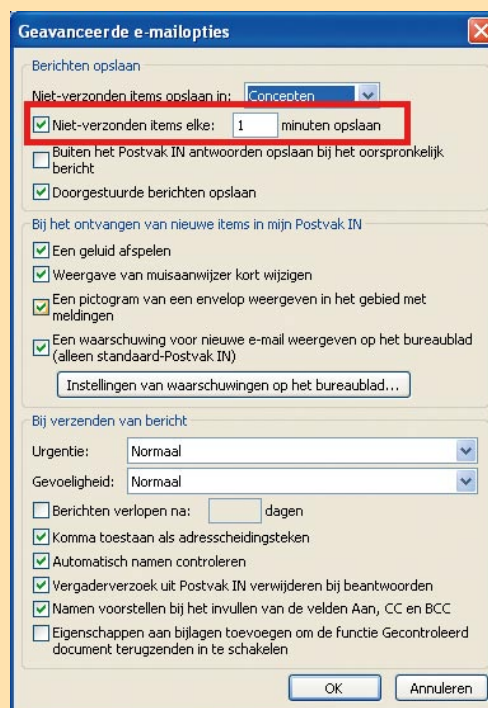 Geavanceerde e-mailopties
Berichten opslaan
Niet-verzonden items opslaan in: Concepten
Niet-verzonden items elke: 1 minuten opslaan
Buiten het Postvak IN antwoorden opslaan bij het oorspronkelijk
bericht
Doorgestuurde berichten opslaan
Bij het ontvangen van nieuwe items in mijn Postvak IN
Een geluid afspelen
Weergave van muisaanwijzer kort wijzigen
Een pictogram van een envelop weergeven in het gebied met
meldingen
Een waarschuwing voor nieuwe e-mail weergeven op het bureaublad
(alleen standaard-Postvak IN)
Instellingen van waarschuwingen op het bureaublad...
Bij verzenden van bericht
Urgentie: Normaal
Gevoeligheid: Normaal
Berichten verlopen na: dagen
Komma toestaan als adresscheidingsteken
Automatisch namen controleren
Vergaderverzoek uit Postvak IN verwijderen bij beantwoorden
Namen voorstellen bij het invullen van de velden Aan, CC en BCC
Eigenschappen aan bijlagen toevoegen om de functie Gecontroleerd
document terugzenden in te schakelen
OK Annuleren